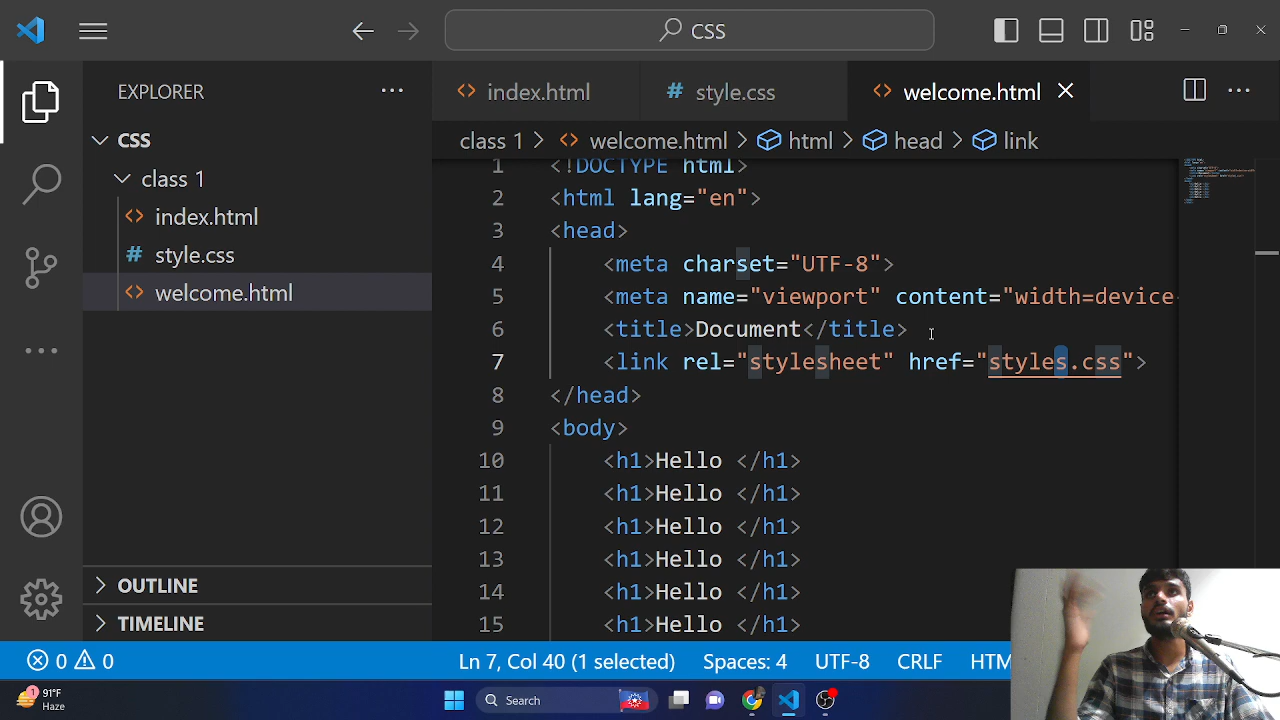 CSS
EXPLORER
index.html
style.css
welcome.html
CSS
class 1 > welcome.html > html > head > link
class 1
index.html
style.css
welcome.html
1 <!DOCTYPE html>
2 <html lang="en">
3 <head>
4 <meta charset="UTF-8">
5 <meta name="viewport" content="width=device-
6 <title>Document</title>
7 <link rel="stylesheet" href="styles.css">
8 </head>
9 <body>
10 <h1>Hello </h1>
11 <h1>Hello </h1>
12 <h1>Hello </h1>
13 <h1>Hello </h1>
14 <h1>Hello </h1>
15 <h1>Hello </h1>
OUTLINE
TIMELINE
0 0 Ln 7, Col 40 (1 selected) Spaces: 4 UTF-8 CRLF HTM
1 91°F
Haze
Search